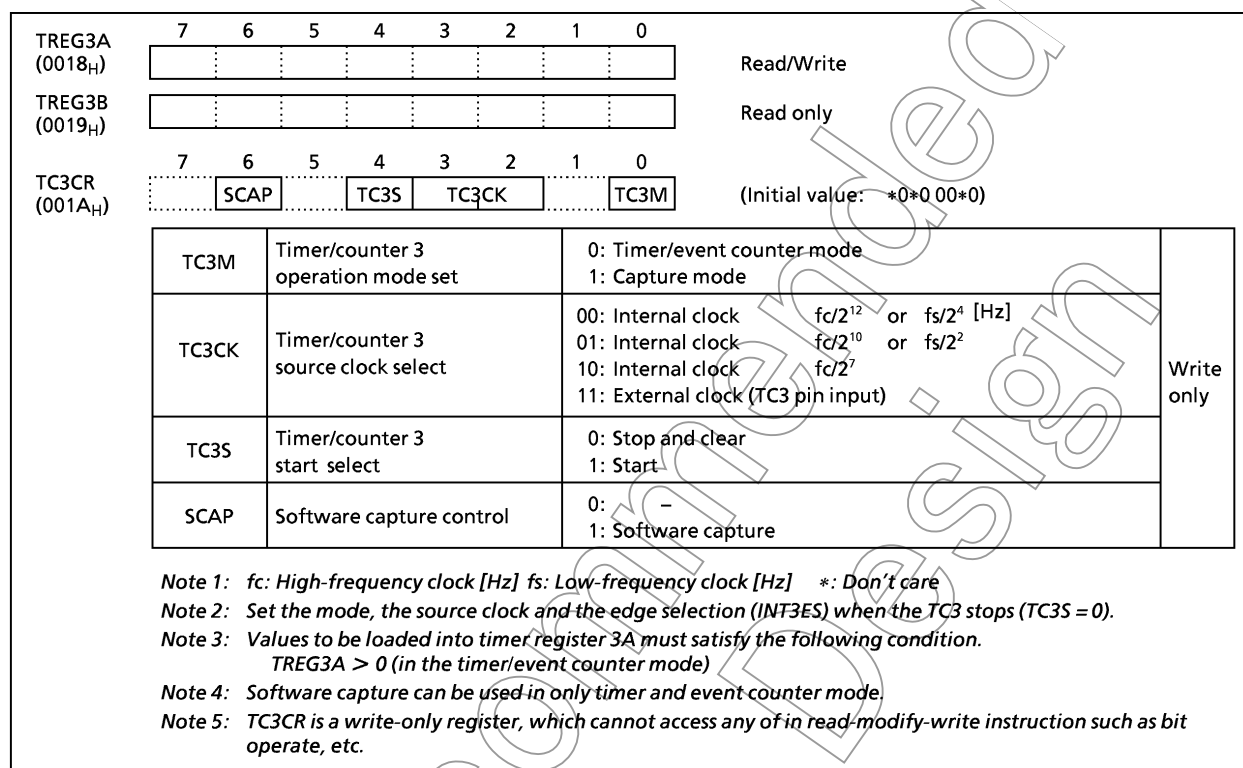 7 6 5 4 3 2 1 0
TREG3A
(0018H)
Read/Write
TREG3B
(0019H)
Read only
7 6 5 4 3 2 1 0
TC3CR
(001AH)
SCAP TC3S TC3CK TC3M
(Initial value: *0*0 00*0)
TC3M
Timer/counter 3
operation mode set
0: Timer/event counter mode
1: Capture mode
TC3CK
Timer/counter 3
source clock select
00: Internal clock fc/2¹² or fs/2⁴ [Hz]
01: Internal clock fc/2¹⁰ or fs/2²
10: Internal clock fc/2⁷
11: External clock (TC3 pin input)
Write
only
TC3S
Timer/counter 3
start select
0: Stop and clear
1: Start
SCAP
Software capture control
0: –
1: Software capture
Note 1: fc: High-frequency clock [Hz] fs: Low-frequency clock [Hz] *: Don't care
Note 2: Set the mode, the source clock and the edge selection (INT3ES) when the TC3 stops (TC3S = 0).
Note 3: Values to be loaded into timer register 3A must satisfy the following condition.
TREG3A > 0 (in the timer/event counter mode)
Note 4: Software capture can be used in only timer and event counter mode.
Note 5: TC3CR is a write-only register, which cannot access any of in read-modify-write instruction such as bit
operate, etc.
ommended
Design